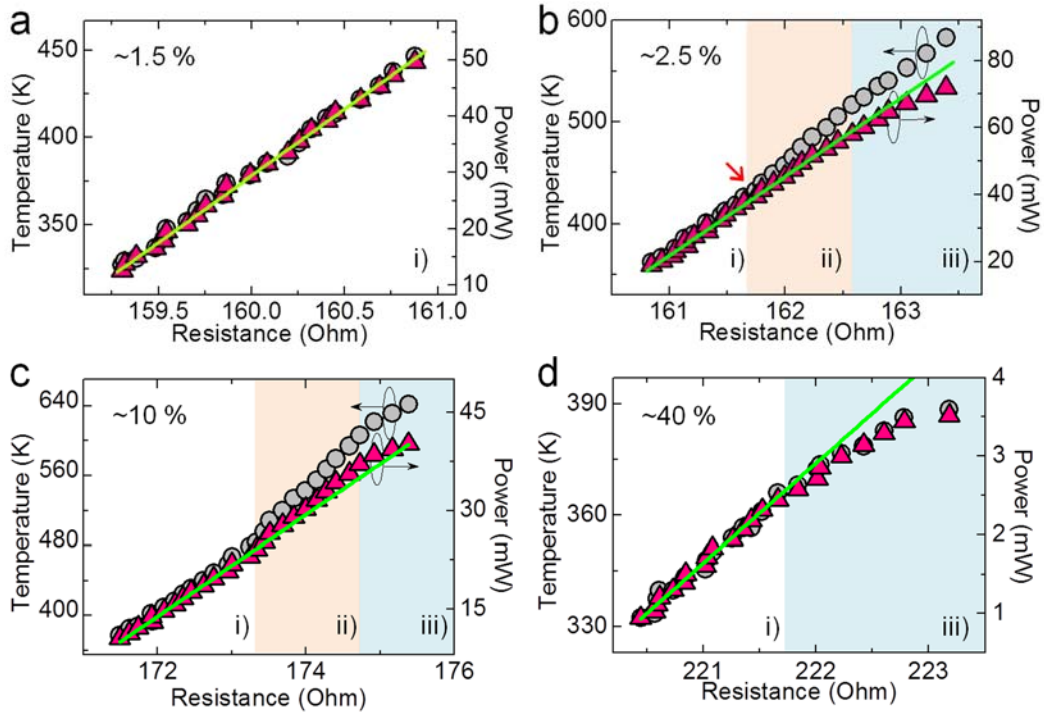 a
~1.5 %
450
400
350
Temperature (K)
50
40
30
20
10
Power (mW)
i)
159.5 160.0 160.5 161.0
Resistance (Ohm)
b
~2.5 %
600
500
400
Temperature (K)
80
60
40
20
Power (mW)
i) ii) iii)
161 162 163
Resistance (Ohm)
c
~10 %
640
560
480
400
Temperature (K)
45
30
15
Power (mW)
i) ii) iii)
172 174 176
Resistance (Ohm)
d
~40 %
390
360
330
Temperature (K)
4
3
2
1
Power (mW)
i) iii)
221 222 223
Resistance (Ohm)